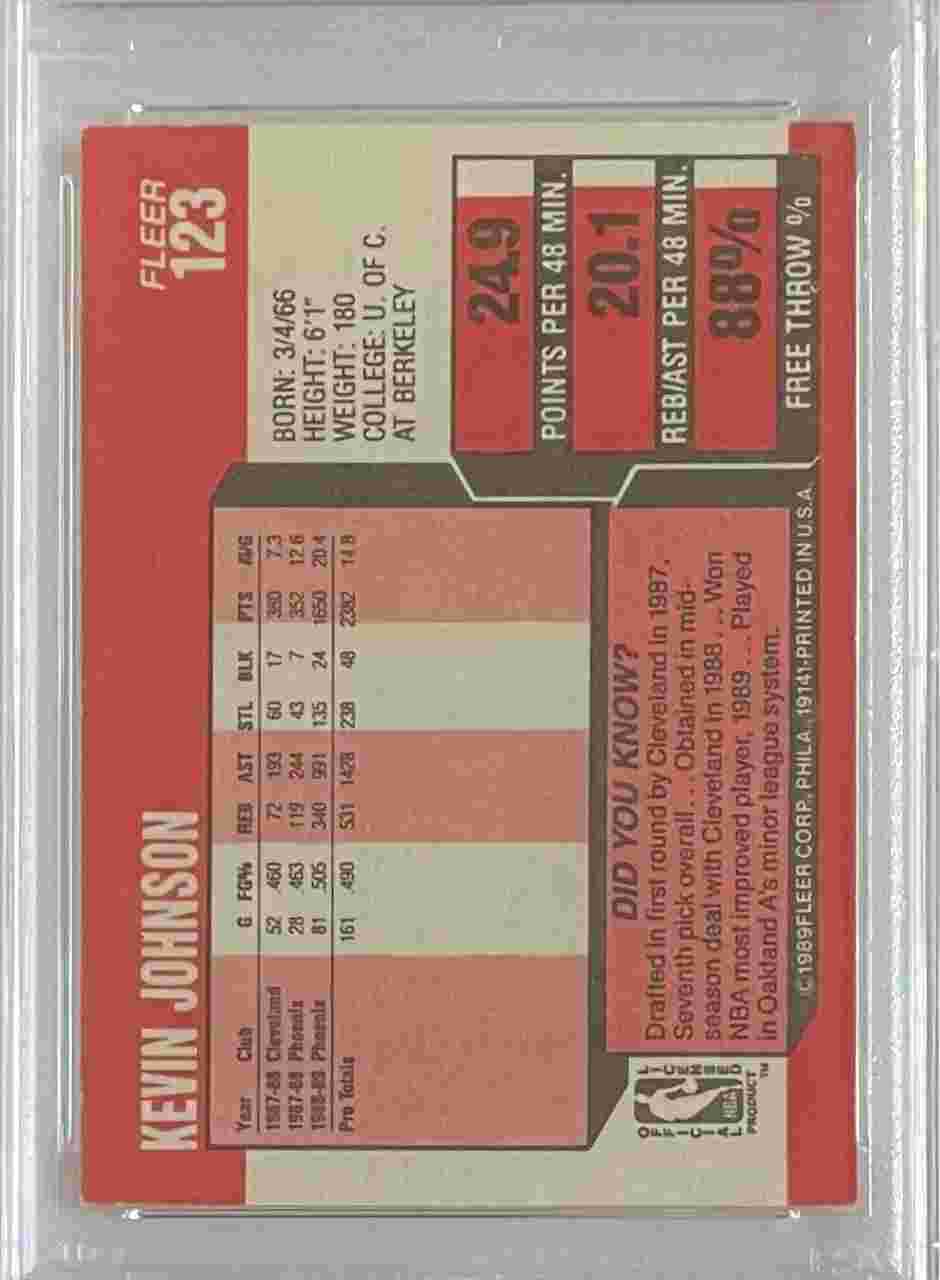 KEVIN JOHNSON
FLEER
123
Year Club G FG% REB AST STL BLK PTS AVG
1987-88 Cleveland 52 .460 72 193 60 17 380 7.3
1987-88 Phoenix 28 .463 119 244 43 7 352 12.6
1988-89 Phoenix 81 .505 340 991 135 24 1650 20.4
Pro Totals 161 .490 531 1428 238 48 2382 14.8
BORN: 3/4/66
HEIGHT: 6'1"
WEIGHT: 180
COLLEGE: U. OF C.
AT BERKELEY
24.9
POINTS PER 48 MIN.
20.1
REB/AST PER 48 MIN.
88%
FREE THROW %
DID YOU KNOW?
Drafted in first round by Cleveland in 1987.
Seventh pick overall . . . Obtained in mid-
season deal with Cleveland in 1988 . . . Won
NBA most improved player, 1989 . . . Played
in Oakland A's minor league system.
OFFICIAL
NBA
LICENSED
PRODUCT™
©1989 FLEER CORP., PHILA., 19141-PRINTED IN U.S.A.